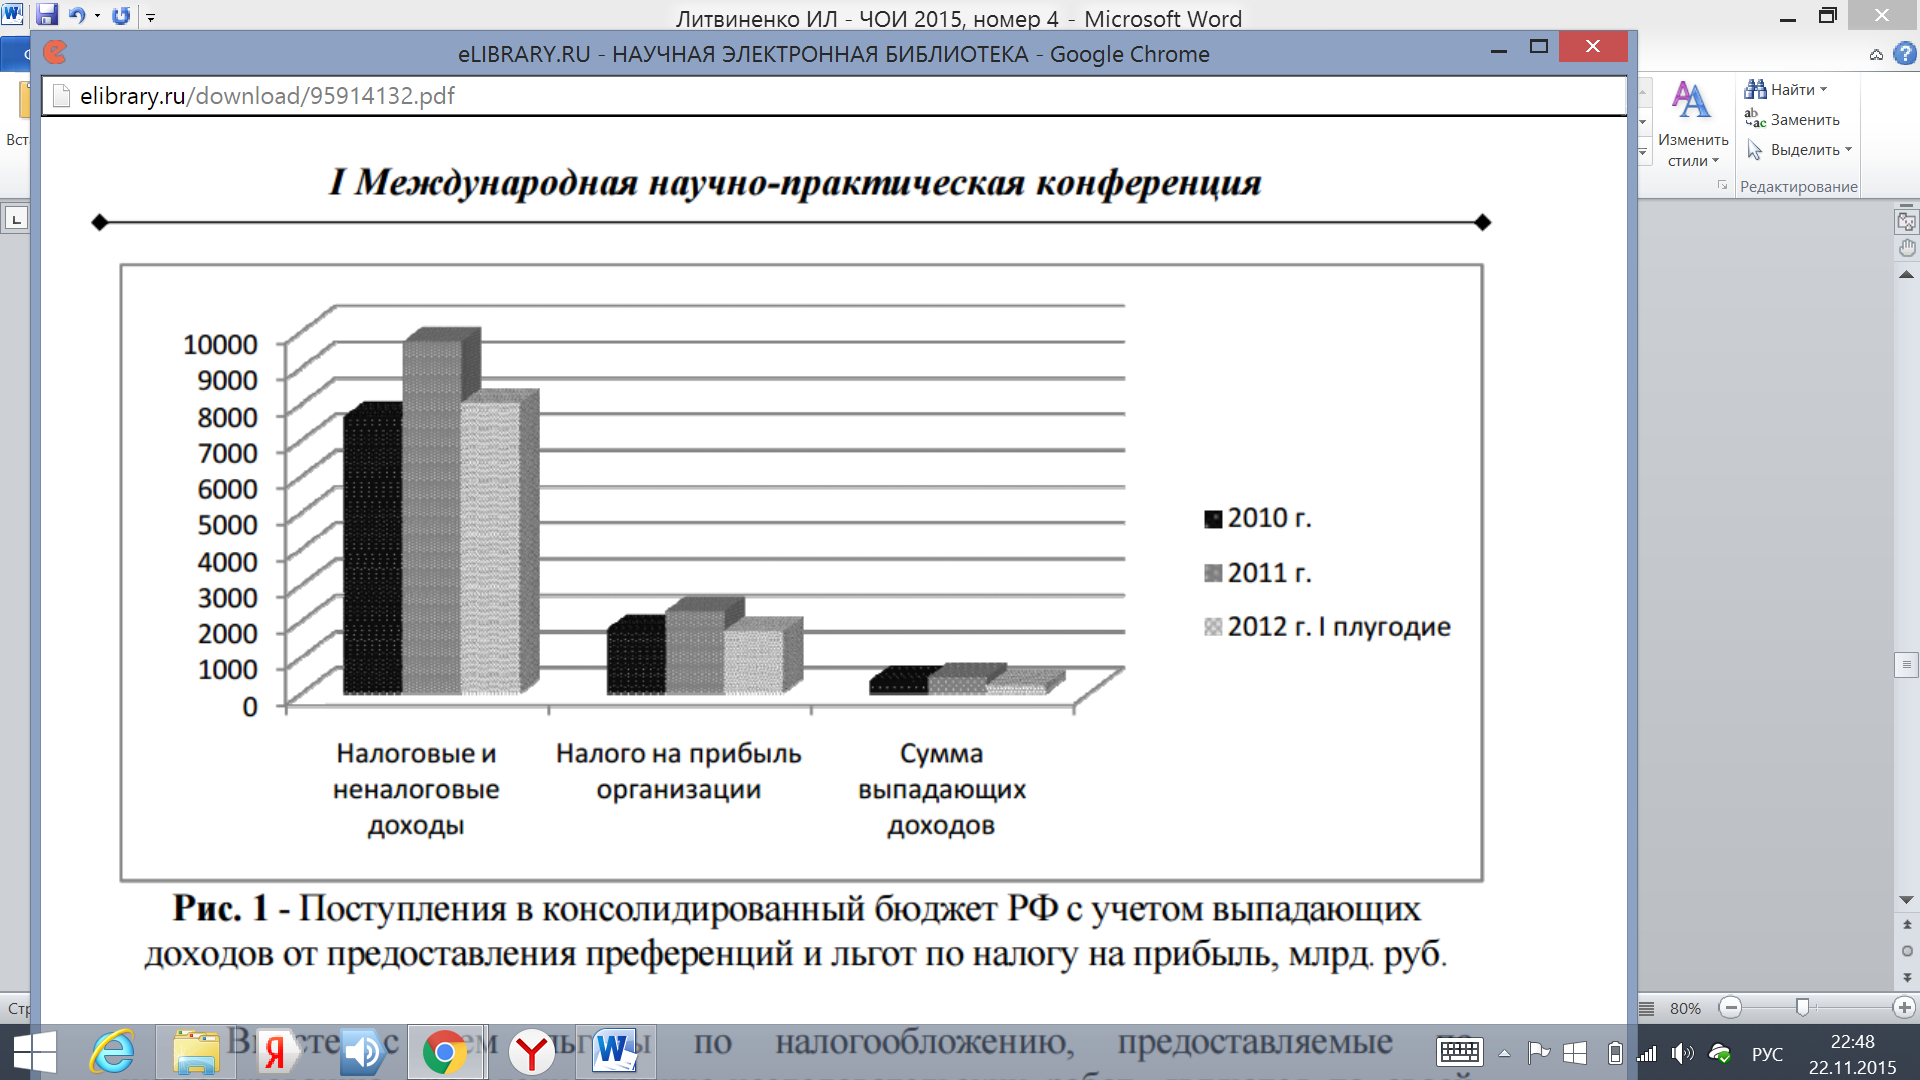 Литвиненко ИЛ - ЧОИ 2015, номер 4 - Microsoft Word
eLIBRARY.RU - НАУЧНАЯ ЭЛЕКТРОННАЯ БИБЛИОТЕКА - Google Chrome
elibrary.ru/download/95914132.pdf
Найти
Заменить
Выделить
Изменить
стили
Редактирование
I Международная научно-практическая конференция
10000
9000
8000
7000
6000
5000
4000
3000
2000
1000
0
Налоговые и
неналоговые
доходы
Налого на прибыль
организации
Сумма
выпадающих
доходов
2010 г.
2011 г.
2012 г. I плугодие
Рис. 1 - Поступления в консолидированный бюджет РФ с учетом выпадающих
доходов от предоставления преференций и льгот по налогу на прибыль, млрд. руб.
по налогообложению, предоставляемые по
80%
РУС
22:48
22.11.2015